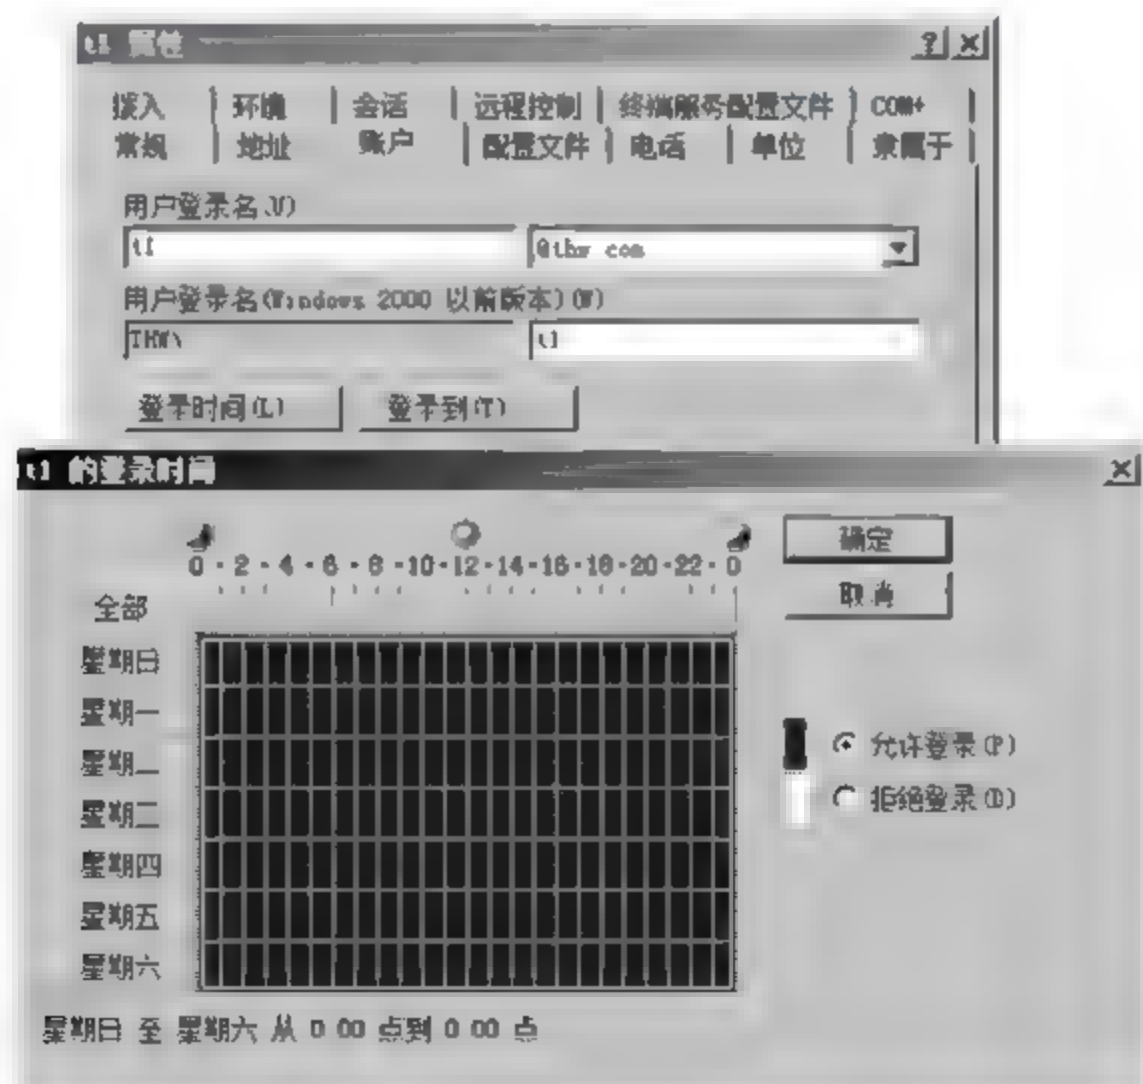 t1 属性
? ×
拨入 环境 会话 远程控制 终端服务配置文件 COM+
常规 地址 账户 配置文件 电话 单位 隶属于
用户登录名(U)
t1 @thw.com
用户登录名(Windows 2000 以前版本)(W)
THW\ t1
登录时间(L) 登录到(T)
t1 的登录时间
×
0 · 2 · 4 · 6 · 8 ·10·12·14·16·18·20·22· 0
确定
取消
全部
星期日
星期一
星期二
星期三
星期四
星期五
星期六
允许登录(P)
拒绝登录(D)
星期日 至 星期六 从 0:00 点到 0:00 点